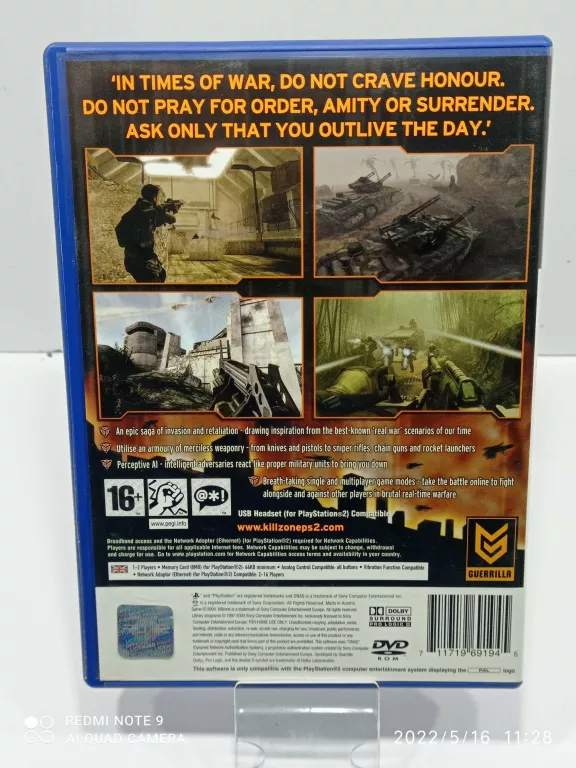 'IN TIMES OF WAR, DO NOT CRAVE HONOUR.
DO NOT PRAY FOR ORDER, AMITY OR SURRENDER.
ASK ONLY THAT YOU OUTLIVE THE DAY.'
An epic saga of invasion and retaliation - drawing inspiration from the best-known 'real war' scenarios of our time
Utilise an armoury of merciless weaponry - from knives and pistols to sniper rifles, chain guns and rocket launchers
Perceptive AI - intelligent adversaries react like proper military units to bring you down
Breath-taking single and multiplayer game modes - take the battle online to fight
alongside and against other players in brutal real-time warfare
16+
@*!
www.pegi.info
USB Headset (for PlayStation®2) Compatible
www.killzoneps2.com
Broadband access and the Network Adaptor (Ethernet) (for PlayStation®2) required for Network Capabilities.
Players are responsible for all applicable Internet fees. Network Capabilities may be subject to change, withdrawal
and charge for use. Go to www.playstation.com for Network Capabilities access terms and availability in your country.
GUERRILLA
1-2 Players • Memory Card (8MB) (for PlayStation®2): 66KB minimum • Analog Control Compatible: all buttons • Vibration Function Compatible
• Network Adaptor (Ethernet) (for PlayStation®2) Compatible: 2-16 Players
DOLBY
SURROUND
PRO LOGIC II
DVD
ROM
7 11719 69194 5
This software is only compatible with the PlayStation®2 computer entertainment system displaying the PAL logo
REDMI NOTE 9
AI QUAD CAMERA
2022/5/16 11:28